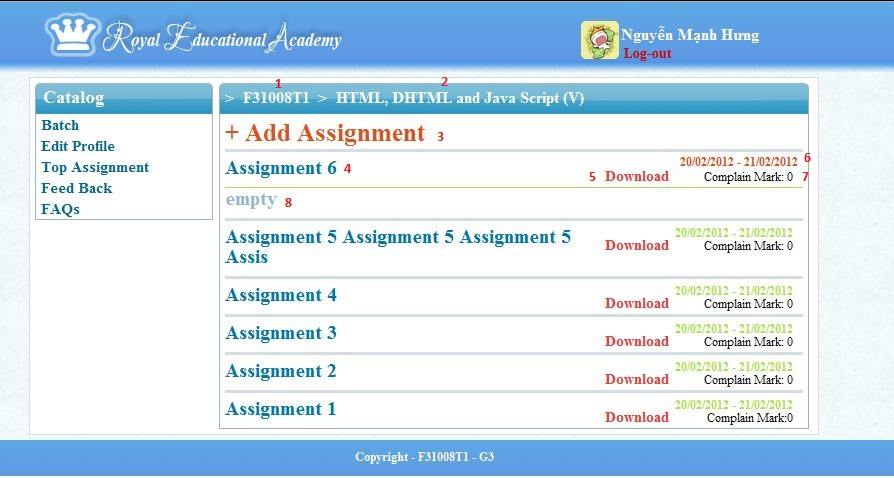 Royal Educational Academy
Nguyễn Mạnh Hưng
Log-out
Catalog
Batch
Edit Profile
Top Assignment
Feed Back
FAQs
1
2
> F31008T1 > HTML, DHTML and Java Script (V)
+ Add Assignment 3
Assignment 6 4
20/02/2012 - 21/02/2012 6
5 Download
Complain Mark: 0 7
empty 8
Assignment 5 Assignment 5 Assignment 5
Assis
20/02/2012 - 21/02/2012
Download
Complain Mark: 0
Assignment 4
20/02/2012 - 21/02/2012
Download
Complain Mark: 0
Assignment 3
20/02/2012 - 21/02/2012
Download
Complain Mark: 0
Assignment 2
20/02/2012 - 21/02/2012
Download
Complain Mark: 0
Assignment 1
20/02/2012 - 21/02/2012
Download
Complain Mark:0
Copyright - F31008T1 - G3